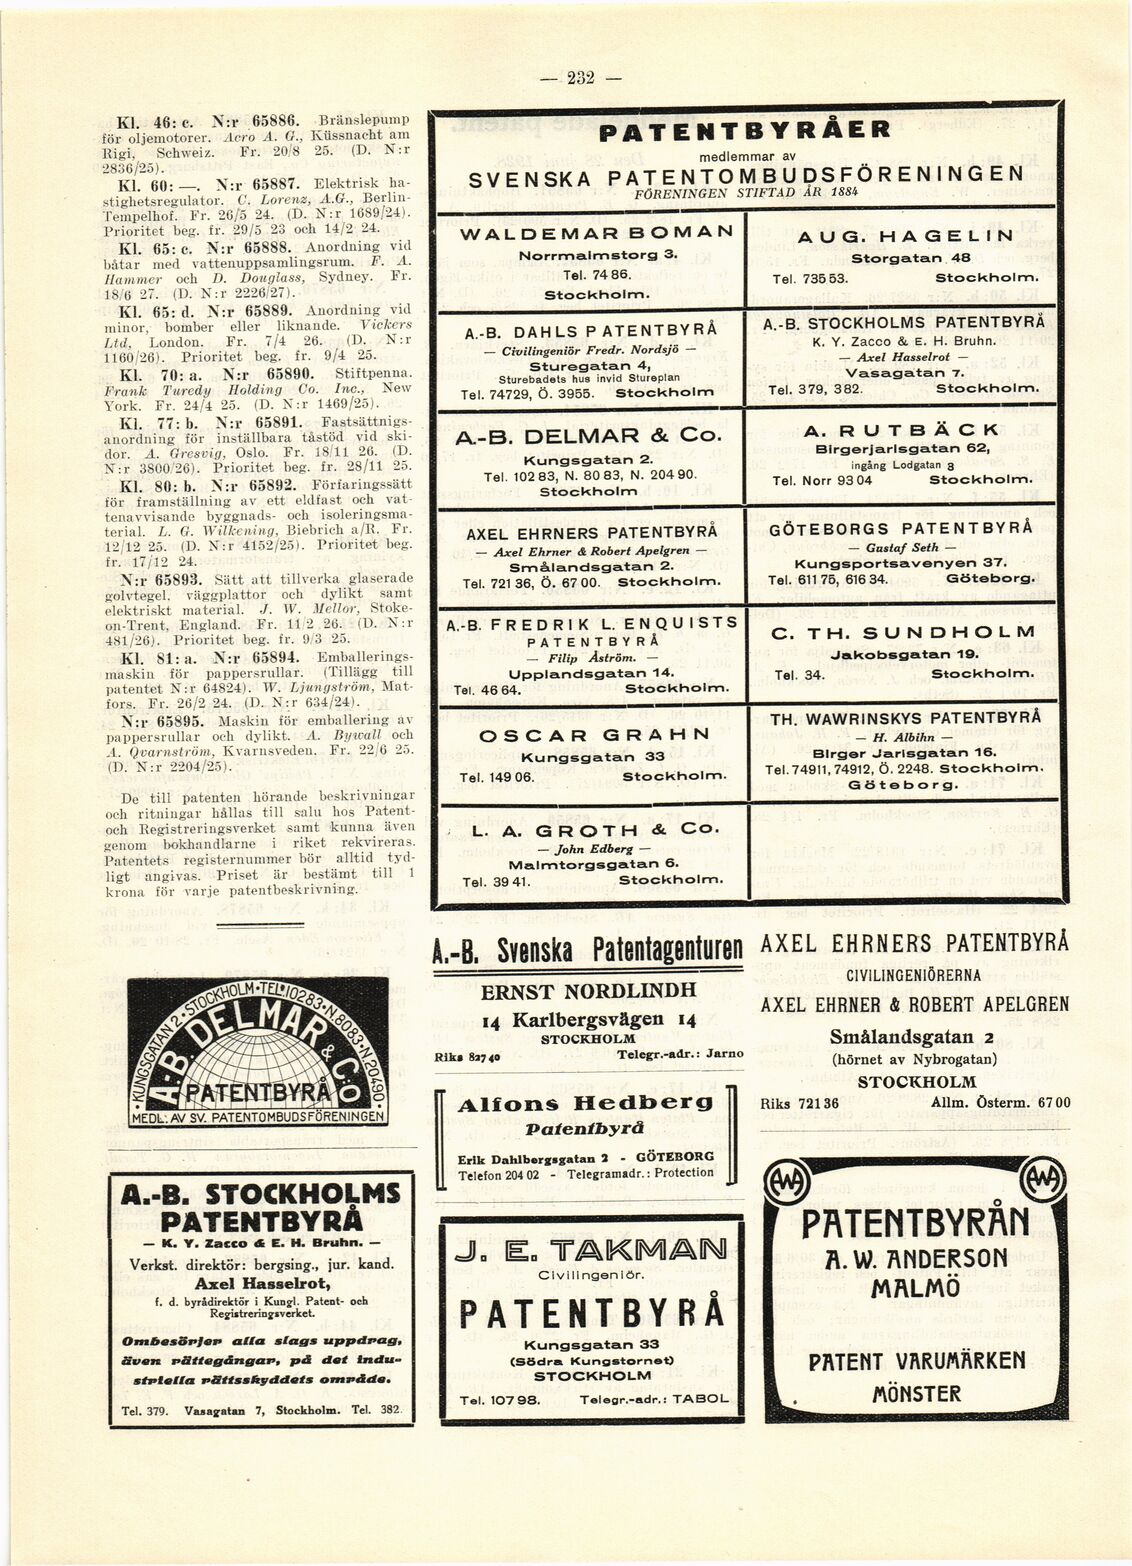 — 232 —
Kl. 46: c. N:r 65886. Bränslepump
för oljemotorer. Acro A. G., Küssnacht am
Rigi, Schweiz. Fr. 20/8 25. (D. N:r
2836/25).
Kl. 60: —. N:r 65887. Elektrisk ha-
stighetsregulator. C. Lorenz, A.G., Berlin-
Tempelhof. Fr. 26/5 24. (D. N:r 1689/24).
Prioritet beg. fr. 29/5 23 och 14/2 24.
Kl. 65: c. N:r 65888. Anordning vid
båtar med vattenuppsamlingsrum. F. A.
Hammer och D. Douglass, Sydney. Fr.
18/6 27. (D. N:r 2226/27).
Kl. 65: d. N:r 65889. Anordning vid
minor, bomber eller liknande. Vickers
Ltd, London. Fr. 7/4 26. (D. N:r
1160/26). Prioritet beg. fr. 9/4 25.
Kl. 70: a. N:r 65890. Stiftpenna.
Frank Turedy Holding Co. Inc., New
York. Fr. 24/4 25. (D. N:r 1469/25).
Kl. 77: b. N:r 65891. Fastsättnigs-
anordning för inställbara tåstöd vid ski-
dor. A. Gresvig, Oslo. Fr. 18/11 26. (D.
N:r 3800/26). Prioritet beg. fr. 28/11 25.
Kl. 80: b. N:r 65892. Förfaringssätt
för framställning av ett eldfast och vat-
tenavvisande byggnads- och isoleringsma-
terial. L. G. Wilkening, Biebrich a/R. Fr.
12/12 25. (D. N:r 4152/25). Prioritet beg.
fr. 17/12 24.
N:r 65893. Sätt att tillverka glaserade
golvtegel, väggplattor och dylikt samt
elektriskt material. J. W. Mellor, Stoke-
on-Trent, England. Fr. 11/2 26. (D. N:r
481/26). Prioritet beg. fr. 9/3 25.
Kl. 81: a. N:r 65894. Emballerings-
maskin för pappersrullar. (Tillägg till
patentet N:r 64824). W. Ljungström, Mat-
fors. Fr. 26/2 24. (D. N:r 634/24).
N:r 65895. Maskin för emballering av
pappersrullar och dylikt. A. Bywall och
A. Qvarnström, Kvarnsveden. Fr. 22/6 25.
(D. N:r 2204/25).
De till patenten hörande beskrivningar
och ritningar hållas till salu hos Patent-
och Registreringsverket samt kunna även
genom bokhandlarne i riket rekvireras.
Patentets registernummer bör alltid tyd-
ligt angivas. Priset är bestämt till 1
krona för varje patentbeskrivning.
PATENTBYRÅER
medlemmar av
SVENSKA PATENTOMBUDSFÖRENINGEN
FÖRENINGEN STIFTAD ÅR 1884
WALDEMAR BOMAN
Norrmalmstorg 3.
Tel. 74 86.
Stockholm.
AUG. HAGELIN
Storgatan 48
Tel. 735 53. Stockholm.
A.-B. DAHLS PATENTBYRÅ
— Civilingeniör Fredr. Nordsjö —
Sturegatan 4,
Sturebadets hus invid Stureplan
Tel. 74729, Ö. 3955. Stockholm
A.-B. STOCKHOLMS PATENTBYRÅ
K. Y. Zacco & E. H. Bruhn.
— Axel Hasselrot —
Vasagatan 7.
Tel. 379, 382. Stockholm.
A.-B. DELMAR & Co.
Kungsgatan 2.
Tel. 102 83, N. 80 83, N. 204 90.
Stockholm
A. RUTBÄCK
Birgerjarlsgatan 62,
ingång Lodgatan 3
Tel. Norr 93 04 Stockholm.
AXEL EHRNERS PATENTBYRÅ
— Axel Ehrner & Robert Apelgren —
Smålandsgatan 2.
Tel. 721 36, Ö. 67 00. Stockholm.
GÖTEBORGS PATENTBYRÅ
— Gustaf Seth —
Kungsportsavenyen 37.
Tel. 611 75, 616 34. Göteborg.
A.-B. FREDRIK L. ENQUISTS
PATENTBYRÅ
— Filip Åström. —
Upplandsgatan 14.
Tel. 46 64. Stockholm.
C. TH. SUNDHOLM
Jakobsgatan 19.
Tel. 34. Stockholm.
OSCAR GRAHN
Kungsgatan 33
Tel. 149 06. Stockholm.
TH. WAWRINSKYS PATENTBYRÅ
— H. Albihn —
Birger Jarlsgatan 16.
Tel. 74911, 74912, Ö. 2248. Stockholm.
Göteborg.
L. A. GROTH & Co.
— John Edberg —
Malmtorgsgatan 6.
Tel. 39 41. Stockholm.
KUNGSGATAN 2 • STOCKHOLM • TEL. 10283 • N. 8083 • N. 20490 •
A.-B. DELMAR & CO
PATENTBYRÅ
MEDL. AV SV. PATENTOMBUDSFÖRENINGEN
A.-B. STOCKHOLMS
PATENTBYRÅ
— K. Y. Zacco & E. H. Bruhn. —
Verkst. direktör: bergsing., jur. kand.
Axel Hasselrot,
f. d. byrådirektör i Kungl. Patent- och
Registreringsverket.
Ombesörjer alla slags uppdrag,
även rättegångar, på det indu-
striella rättsskyddets område.
Tel. 379. Vasagatan 7, Stockholm. Tel. 382.
A.-B. Svenska Patentagenturen
ERNST NORDLINDH
14 Karlbergsvägen 14
STOCKHOLM
Riks 827 40 Telegr.-adr.: Jarno
Alfons Hedberg
Patentbyrå
Erik Dahlbergsgatan 2 - GÖTEBORG
Telefon 204 02 - Telegramadr.: Protection
J. E. TAKMAN
Civilingeniör.
PATENTBYRÅ
Kungsgatan 33
(Södra Kungstornet)
STOCKHOLM
Tel. 107 98. Telegr.-adr.: TABOL
AXEL EHRNERS PATENTBYRÅ
CIVILINGENIÖRERNA
AXEL EHRNER & ROBERT APELGREN
Smålandsgatan 2
(hörnet av Nybrogatan)
STOCKHOLM
Riks 721 36 Allm. Österm. 67 00
AWA AWA
PATENTBYRÅN
A. W. ANDERSON
MALMÖ
PATENT VARUMÄRKEN
MÖNSTER